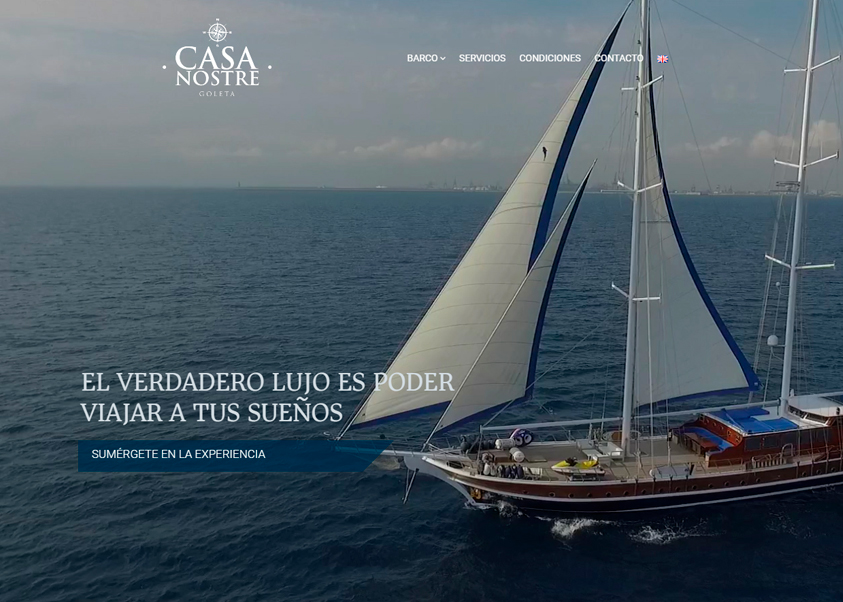 CASA
NOSTRE
GOLETA
BARCO
SERVICIOS
CONDICIONES
CONTACTO
EL VERDADERO LUJO ES PODER
VIAJAR A TUS SUEÑOS
SUMÉRGETE EN LA EXPERIENCIA